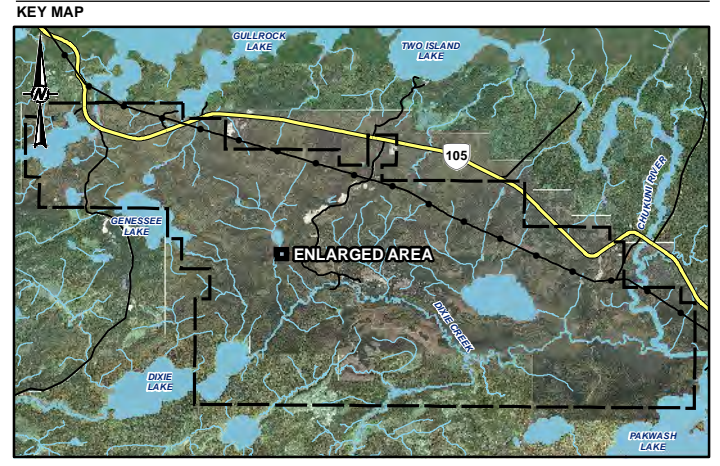 KEY MAP
GULLROCK
LAKE
TWO ISLAND
LAKE
N
105
CHUKUNI RIVER
GENESSEE
LAKE
ENLARGED AREA
DIXIE CREEK
DIXIE
LAKE
PAKWASH
LAKE